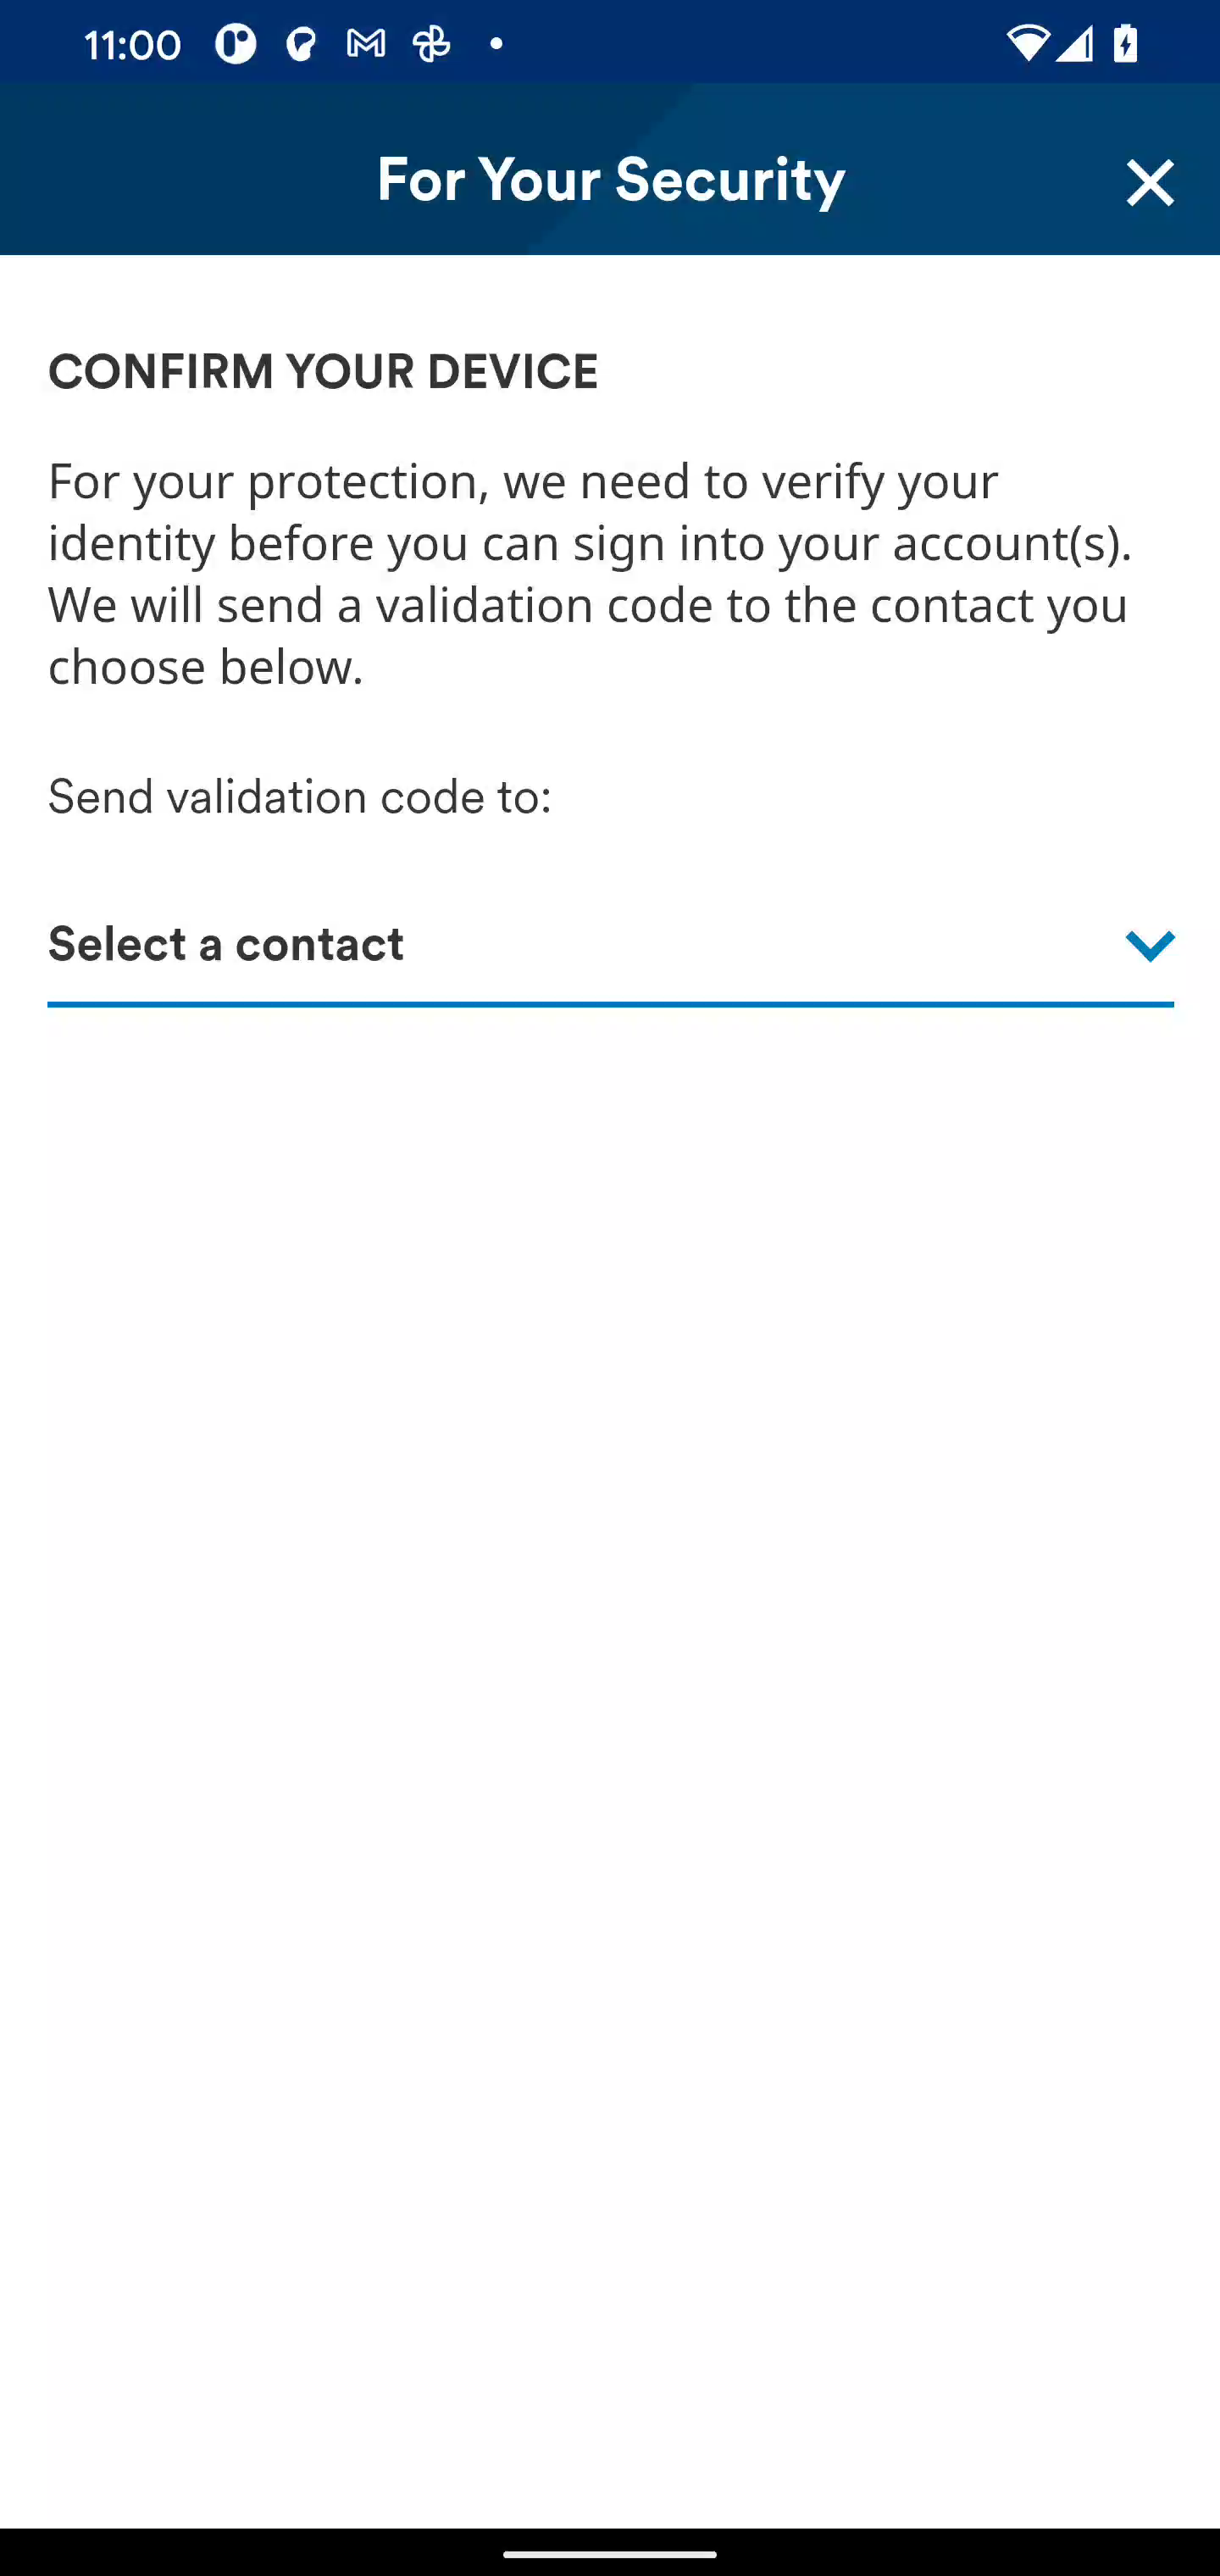 11:00
For Your Security
CONFIRM YOUR DEVICE
For your protection, we need to verify your
identity before you can sign into your account(s).
We will send a validation code to the contact you
choose below.
Send validation code to:
Select a contact